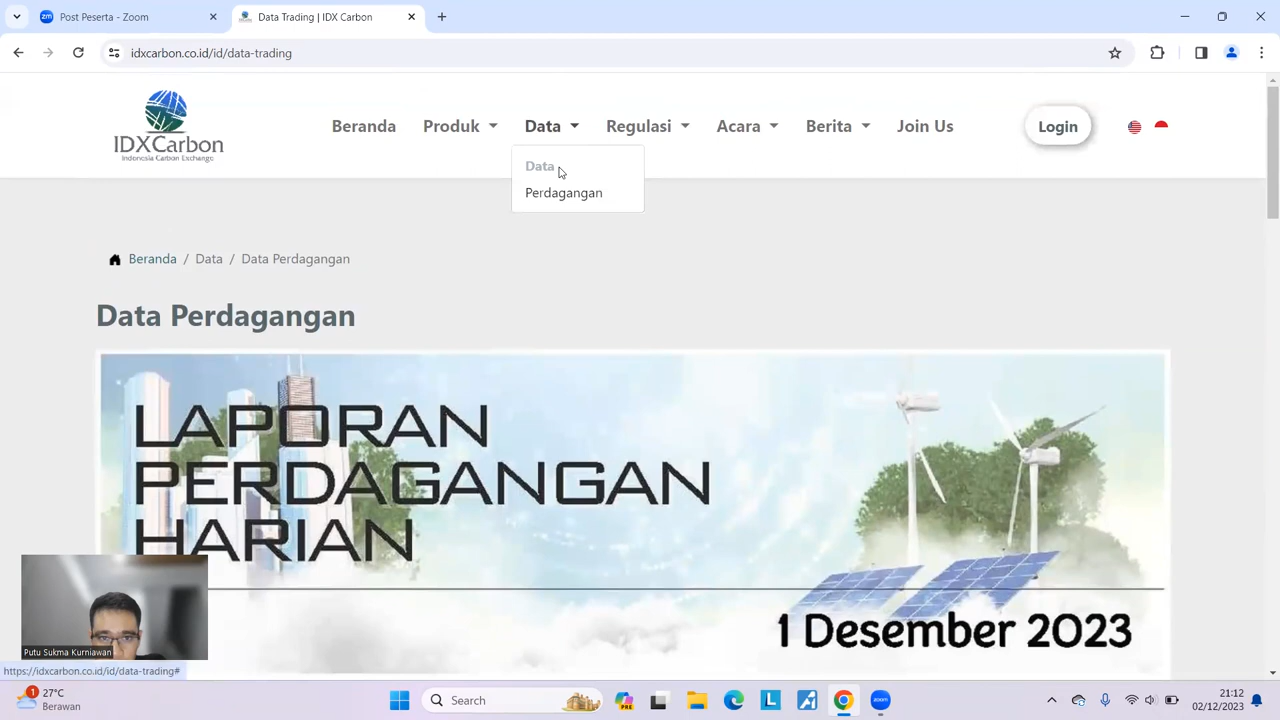 Post Peserta - Zoom
Data Trading | IDX Carbon
idxcarbon.co.id/id/data-trading
IDXCarbon
Indonesia Carbon Exchange
Beranda
Produk
Data
Regulasi
Acara
Berita
Join Us
Login
Data
Perdagangan
Beranda / Data / Data Perdagangan
Data Perdagangan
LAPORAN
PERDAGANGAN
HARIAN
1 Desember 2023
Putu Sukma Kurniawan
https://idxcarbon.co.id/id/data-trading#
1
27°C
Berawan
Search
PRE
zoom
21:12
02/12/2023